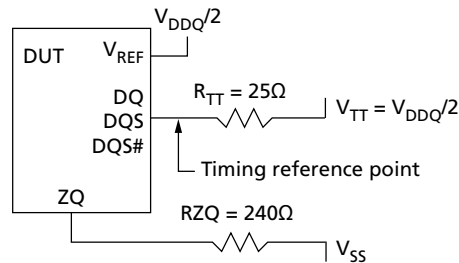 V_DDQ/2
DUT V_REF
R_TT = 25Ω
DQ
DQS
DQS#
V_TT = V_DDQ/2
Timing reference point
ZQ
RZQ = 240Ω
V_SS